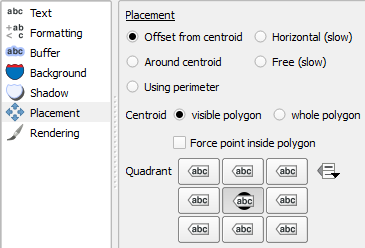 abc Text
+ab < c Formatting
abc Buffer
Background
Shadow
Placement
Rendering
Placement
Offset from centroid Horizontal (slow)
Around centroid Free (slow)
Using perimeter
Centroid visible polygon whole polygon
Force point inside polygon
Quadrant abc abc abc
abc abc abc
abc abc abc